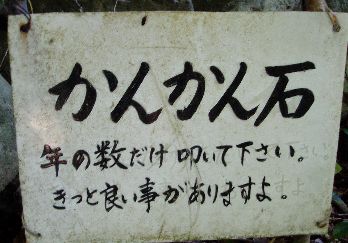 かんかん石
年の数だけ叩いて下さい。
きっと良い事がありますよ。